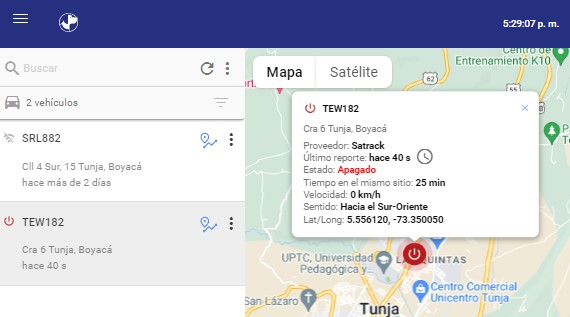 5:29:07 p. m.
Buscar
2 vehículos
SRL882
Cll 4 Sur, 15 Tunja, Boyacá
hace más de 2 días
TEW182
Cra 6 Tunja, Boyacá
hace 40 s
Mapa
Satélite
Centro de
Entrenamiento K10
62
TEW182
Cra 6 Tunja, Boyacá
Proveedor: Satrack
Último reporte: hace 40 s
Estado: Apagado
Tiempo en el mismo sitio: 25 min
Velocidad: 0 km/h
Sentido: Hacia el Sur-Oriente
Lat/Long: 5.556120, -73.350050
UPTC, Universidad
Pedagógica y...
QUINTAS
Centro Comercial
Unicentro Tunja
San Lázaro
Tunja